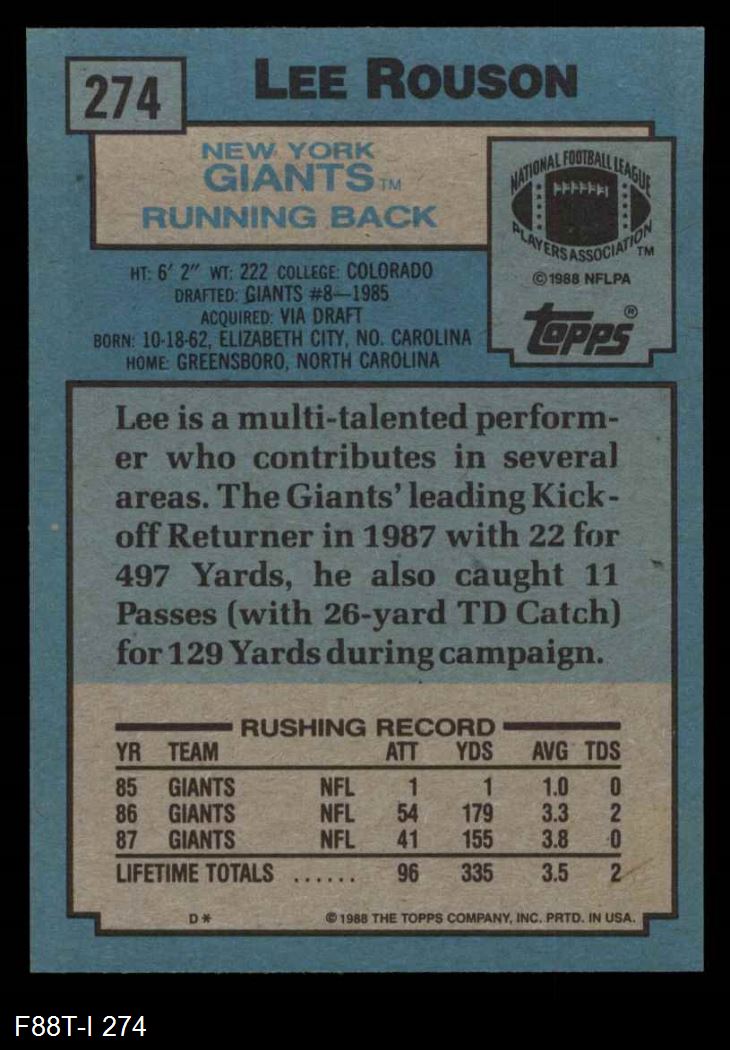 274
LEE ROUSON
NEW YORK
GIANTS TM
RUNNING BACK
NATIONAL FOOTBALL LEAGUE
PLAYERS ASSOCIATION TM
©1988 NFLPA
Topps®
HT: 6' 2" WT: 222 COLLEGE: COLORADO
DRAFTED: GIANTS #8—1985
ACQUIRED: VIA DRAFT
BORN: 10-18-62, ELIZABETH CITY, NO. CAROLINA
HOME: GREENSBORO, NORTH CAROLINA
Lee is a multi-talented perform-
er who contributes in several
areas. The Giants' leading Kick-
off Returner in 1987 with 22 for
497 Yards, he also caught 11
Passes (with 26-yard TD Catch)
for 129 Yards during campaign.
RUSHING RECORD
YR TEAM ATT YDS AVG TDS
85 GIANTS NFL 1 1 1.0 0
86 GIANTS NFL 54 179 3.3 2
87 GIANTS NFL 41 155 3.8 0
LIFETIME TOTALS ...... 96 335 3.5 2
D* ©1988 THE TOPPS COMPANY, INC. PRTD. IN USA.
F88T-I 274